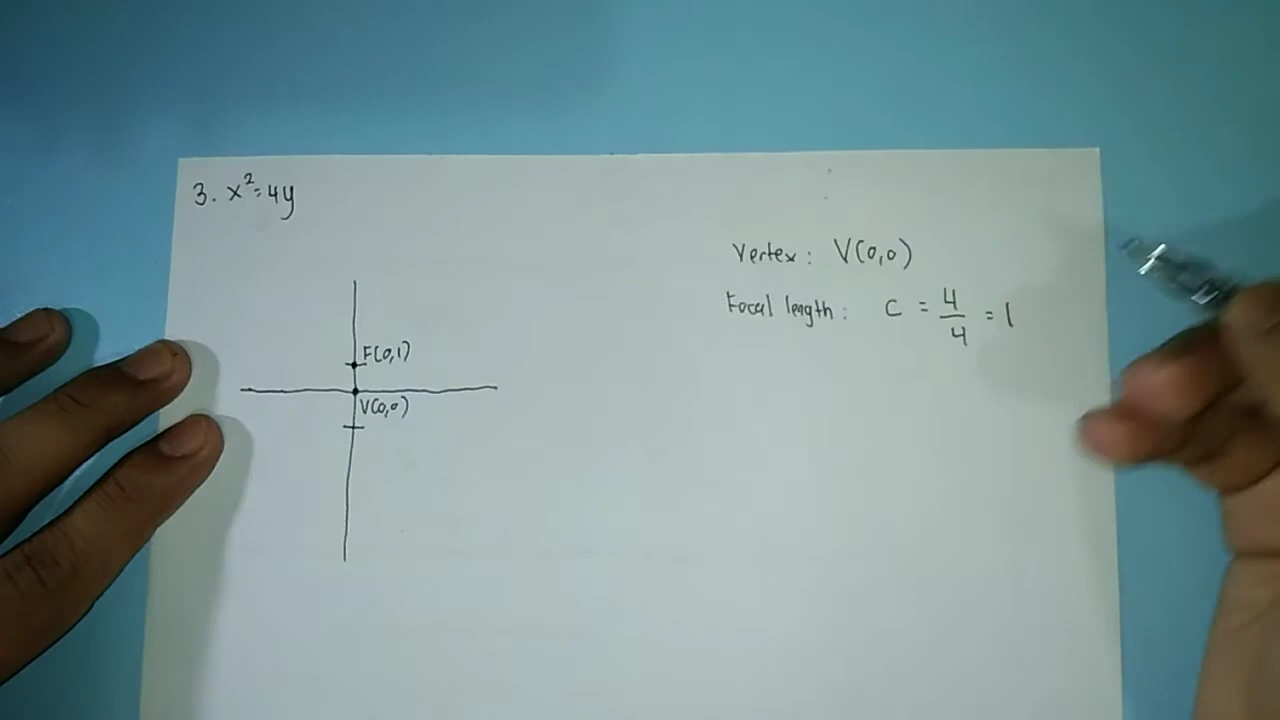 3. x²=4y
Vertex: V(0,0)
Focal length: c = 4/4 = 1
F(0,1)
V(0,0)